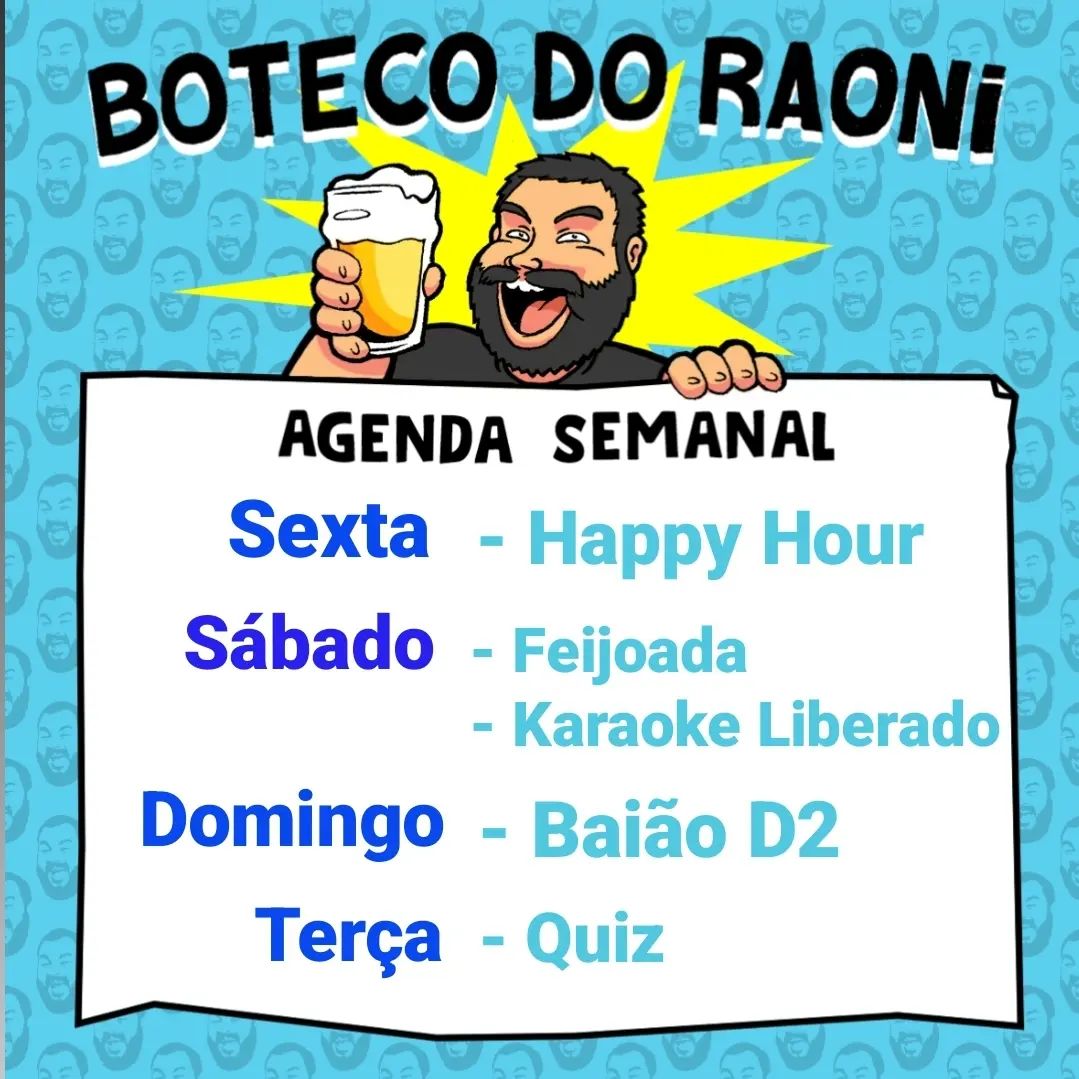 BOTECO DO RAONi
AGENDA SEMANAL
Sexta - Happy Hour
Sábado - Feijoada
- Karaoke Liberado
Domingo - Baião D2
Terça - Quiz